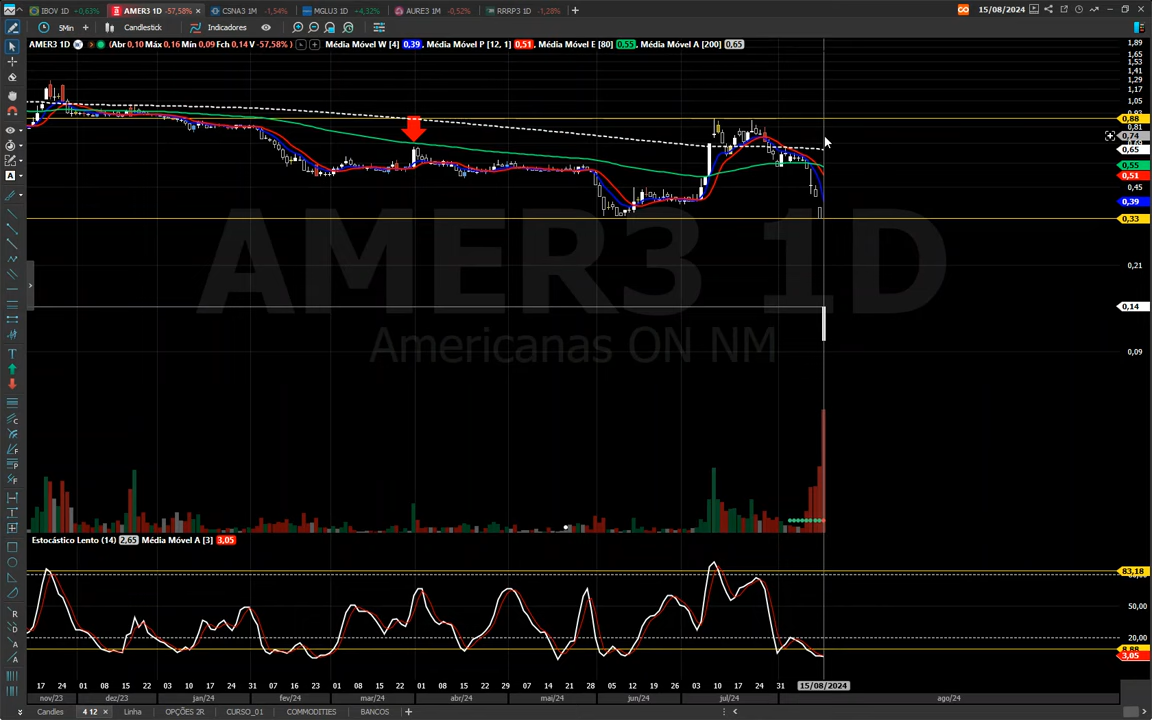 IBOV 1D +0,63% AMER3 1D -57,58% × CSNA3 1M -1,54% MGLU3 1D +4,32% AURE3 1M -0,52% RRRP3 1D -1,28% + 15/08/2024
5Min + Candlestick Indicadores
AMER3 1D (Abr 0,10 Máx 0,16 Mín 0,09 Fch 0,14 V -57,58% ) Média Móvel W [4] 0,39 , Média Móvel P [12, 1] 0,51 , Média Móvel E [80] 0,55 , Média Móvel A [200] 0,65
1,89
1,65
1,53
1,41
1,29
1,17
1,05
0,88
0,81
0,74
0,65
0,55
0,51
0,45
0,39
0,33
0,21
0,14
0,09
AMER3 1D
Americanas ON NM
Estocástico Lento (14) 2,65 Média Móvel A [3] 3,05
83,18
50,00
20,00
8,88
3,05
17 24 01 08 15 22 02 09 16 23 31 07 16 23 01 08 15 22 01 08 15 22 29 07 14 21 28 05 12 19 26 03 10 17 24 31 15/08/2024
nov/23 dez/23 jan/24 fev/24 mar/24 abr/24 mai/24 jun/24 jul/24 ago/24
Candles 4 12 × Linha OPÇÕES 2R CURSO_01 COMMODITIES BANCOS +